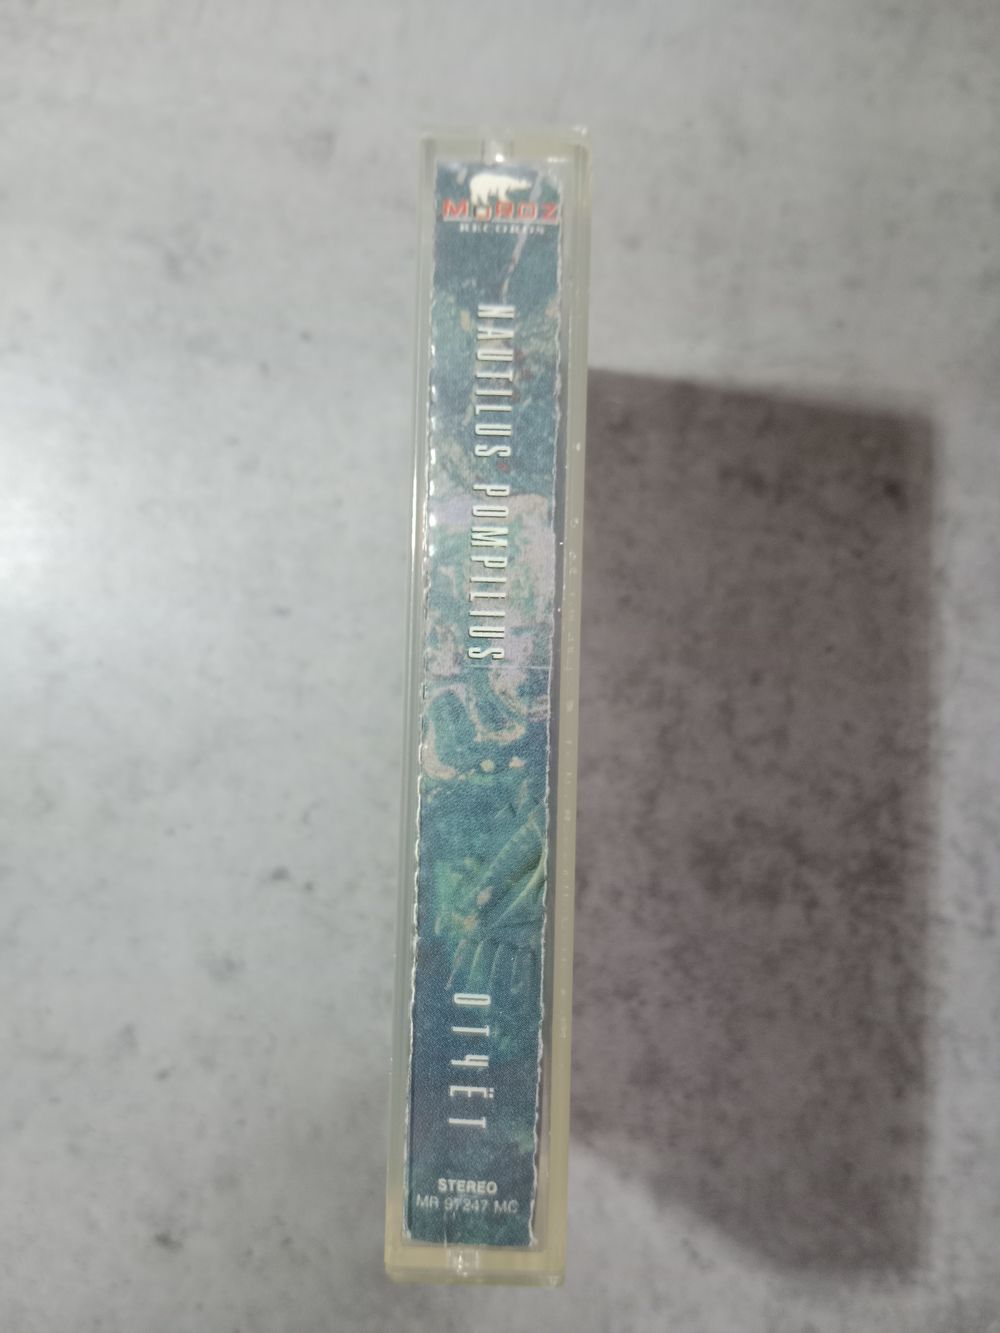 MOROZ
RECORDS
NAUTILUS POMPILIUS
ОТЧЁТ
STEREO
MR 97247 MC